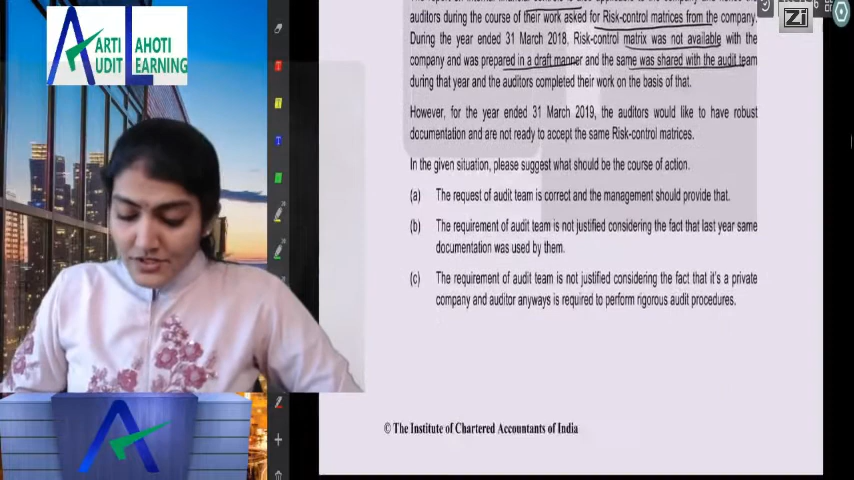 ARTI LAHOTI
AUDIT LEARNING
Zi
auditors during the course of their work asked for Risk-control matrices from the company.
During the year ended 31 March 2018, Risk-control matrix was not available with the
company and was prepared in a draft manner and the same was shared with the audit team
during that year and the auditors completed their work on the basis of that.
However, for the year ended 31 March 2019, the auditors would like to have robust
documentation and are not ready to accept the same Risk-control matrices.
In the given situation, please suggest what should be the course of action.
(a) The request of audit team is correct and the management should provide that.
(b) The requirement of audit team is not justified considering the fact that last year same
documentation was used by them.
(c) The requirement of audit team is not justified considering the fact that it's a private
company and auditor anyways is required to perform rigorous audit procedures.
© The Institute of Chartered Accountants of India